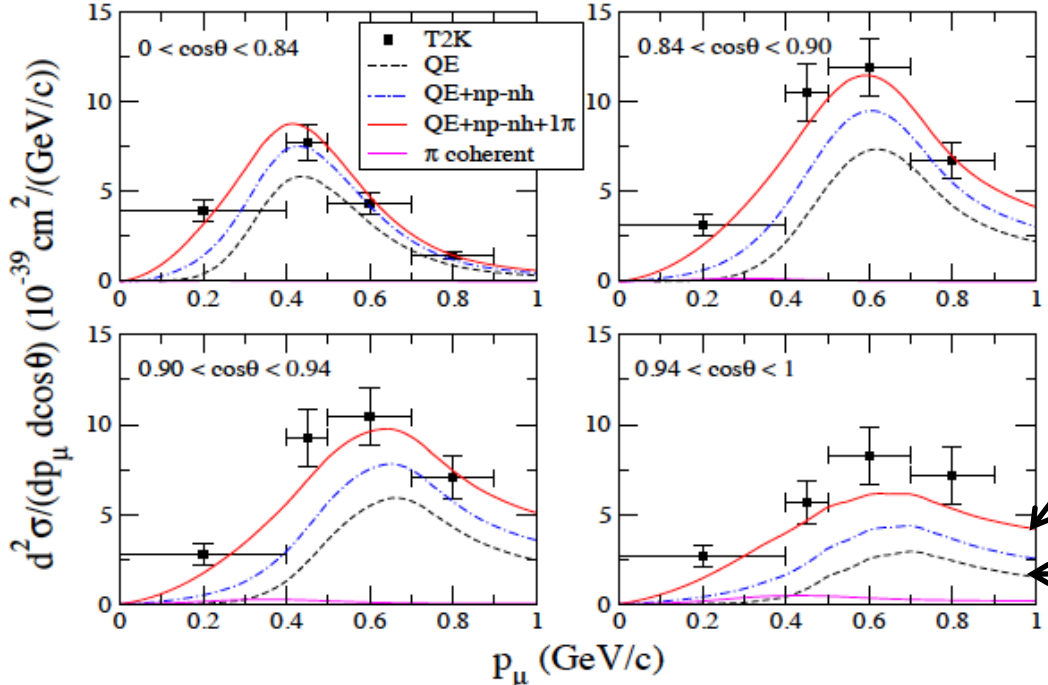 15
10
5
0
0 < cosθ < 0.84
T2K
QE
QE+np-nh
QE+np-nh+1π
π coherent
0 0.2 0.4 0.6 0.8 1
15
10
5
0
0.84 < cosθ < 0.90
0 0.2 0.4 0.6 0.8 1
15
10
5
0
0.90 < cosθ < 0.94
0 0.2 0.4 0.6 0.8 1
15
10
5
0
0.94 < cosθ < 1
0 0.2 0.4 0.6 0.8 1
d²σ/(dp_μ dcosθ) (10⁻³⁹ cm²/(GeV/c))
p_μ (GeV/c)